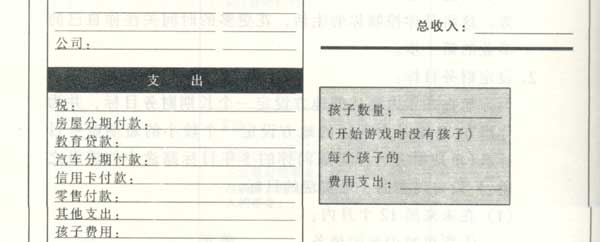 公司:
总收入:
支 出
税:
房屋分期付款:
教育贷款:
汽车分期付款:
信用卡付款:
零售付款:
其他支出:
孩子费用:
孩子数量:
(开始游戏时没有孩子)
每个孩子的
费用支出: